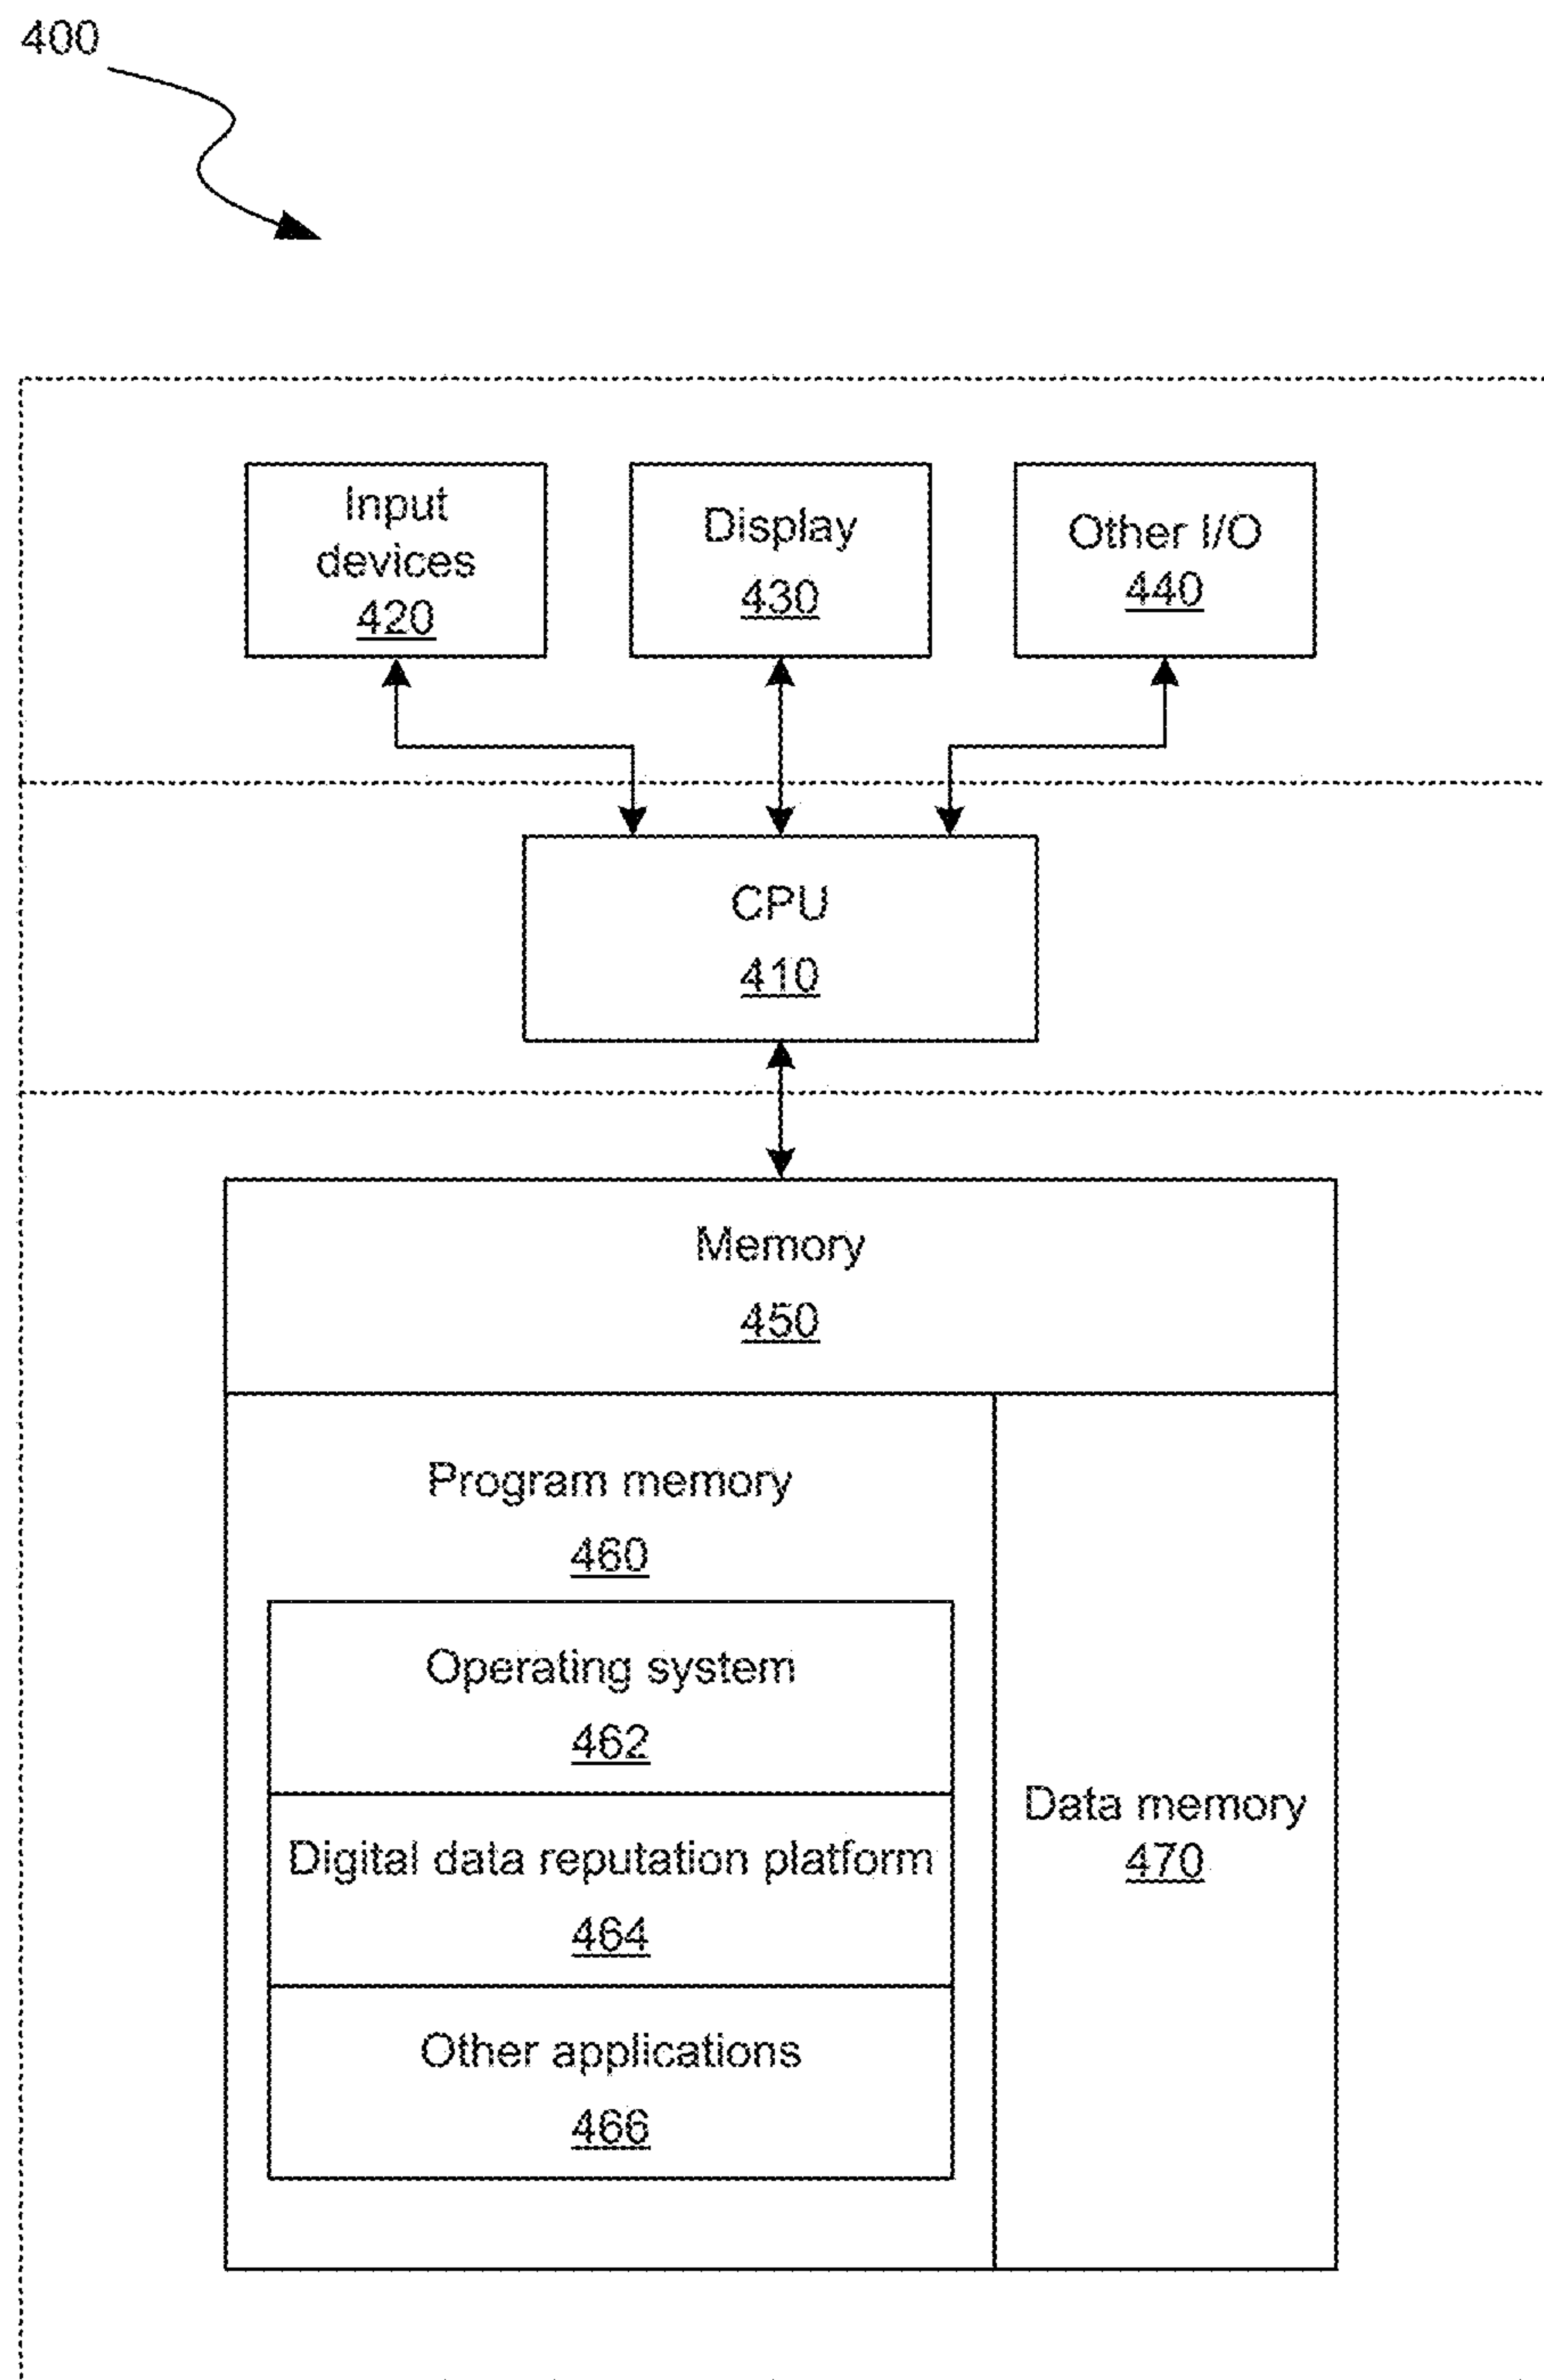 400
Input
devices
420
Display
430
Other I/O
440
CPU
410
Memory
450
Program memory
460
Operating system
462
Digital data reputation platform
464
Other applications
466
Data memory
470